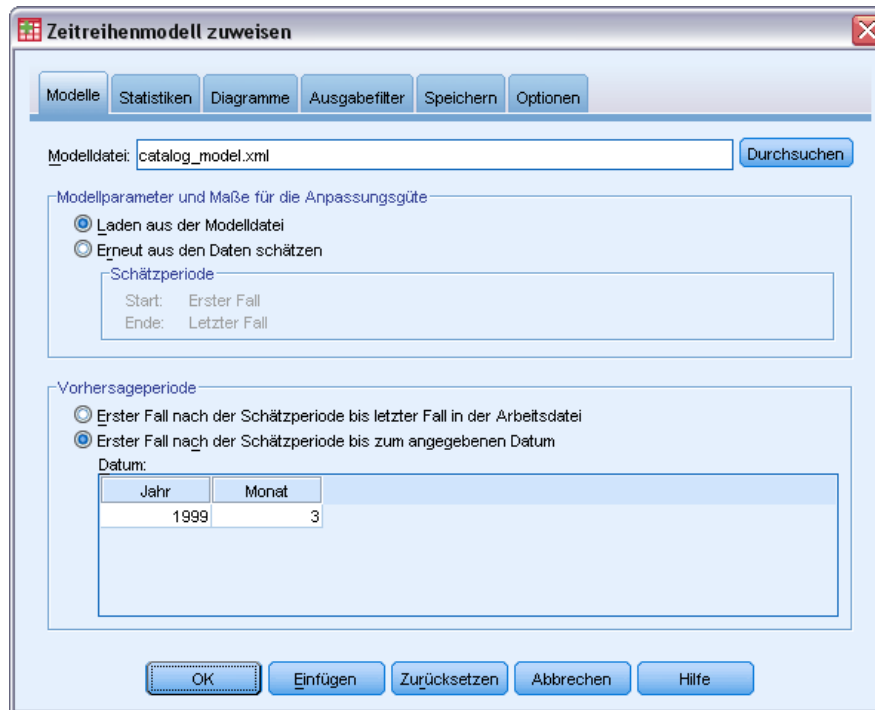 Zeitreihenmodell zuweisen
Modelle Statistiken Diagramme Ausgabefilter Speichern Optionen
Modelldatei: catalog_model.xml Durchsuchen
Modellparameter und Maße für die Anpassungsgüte
Laden aus der Modelldatei
Erneut aus den Daten schätzen
Schätzperiode
Start: Erster Fall
Ende: Letzter Fall
Vorhersageperiode
Erster Fall nach der Schätzperiode bis letzter Fall in der Arbeitsdatei
Erster Fall nach der Schätzperiode bis zum angegebenen Datum
Datum:
Jahr Monat
1999 3
OK Einfügen Zurücksetzen Abbrechen Hilfe